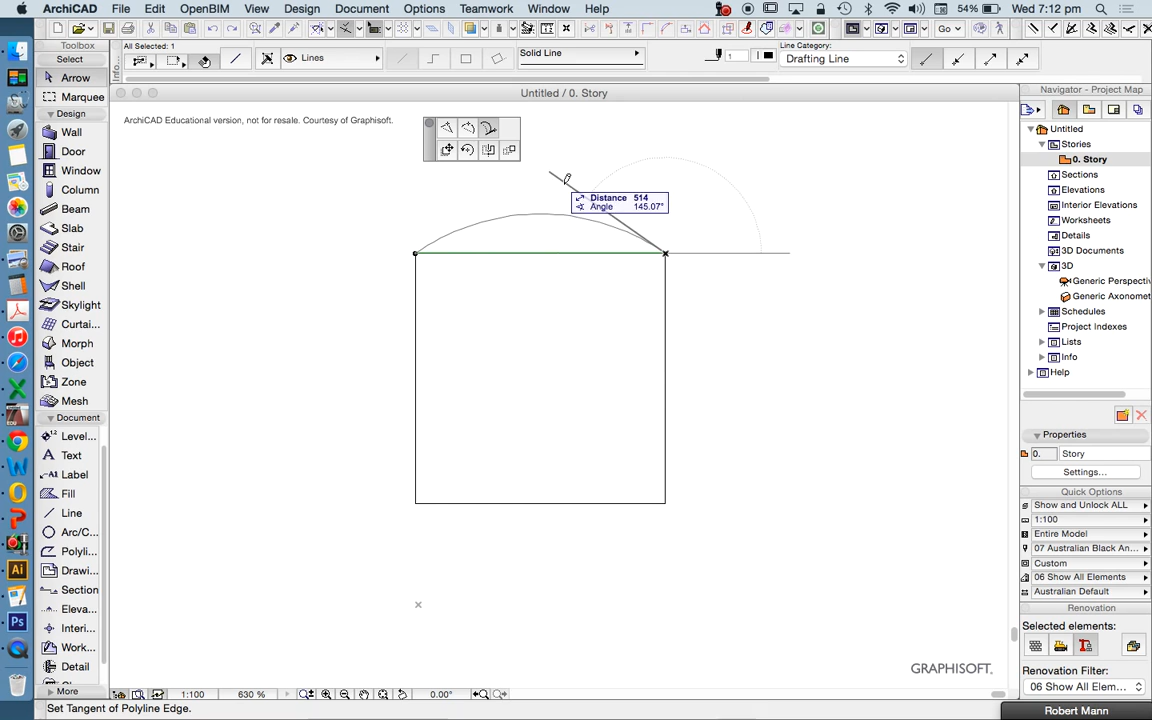 ArchiCAD File Edit View Design Document Options Teamwork Window Help 54% Wed 7:12 pm
Go
All Selected: 1
Lines
Solid Line
1
Line Category:
Drafting Line
Toolbox
Select
Arrow
Marquee
Design
Wall
Door
Window
Column
Beam
Slab
Stair
Roof
Shell
Skylight
Curtai...
Morph
Object
Zone
Mesh
Document
Level...
Text
Label
Fill
Line
Arc/C...
Polyli...
Drawi...
Section
Eleva...
Interi...
Work...
Detail
More
Untitled / 0. Story
ArchiCAD Educational version, not for resale. Courtesy of Graphisoft.
Distance 514
Angle 145.07°
GRAPHISOFT.
1:100 630 % 0.00°
Set Tangent of Polyline Edge.
Navigator - Project Map
Untitled
Stories
0. Story
Sections
Elevations
Interior Elevations
Worksheets
Details
3D Documents
3D
Generic Perspecti
Generic Axonomet
Schedules
Project Indexes
Lists
Info
Help
Properties
0. Story
Settings...
Quick Options
Show and Unlock ALL
1:100
Entire Model
07 Australian Black An...
Custom
06 Show All Elements
Australian Default
Renovation
Selected elements:
Renovation Filter:
06 Show All Elem...
Robert Mann